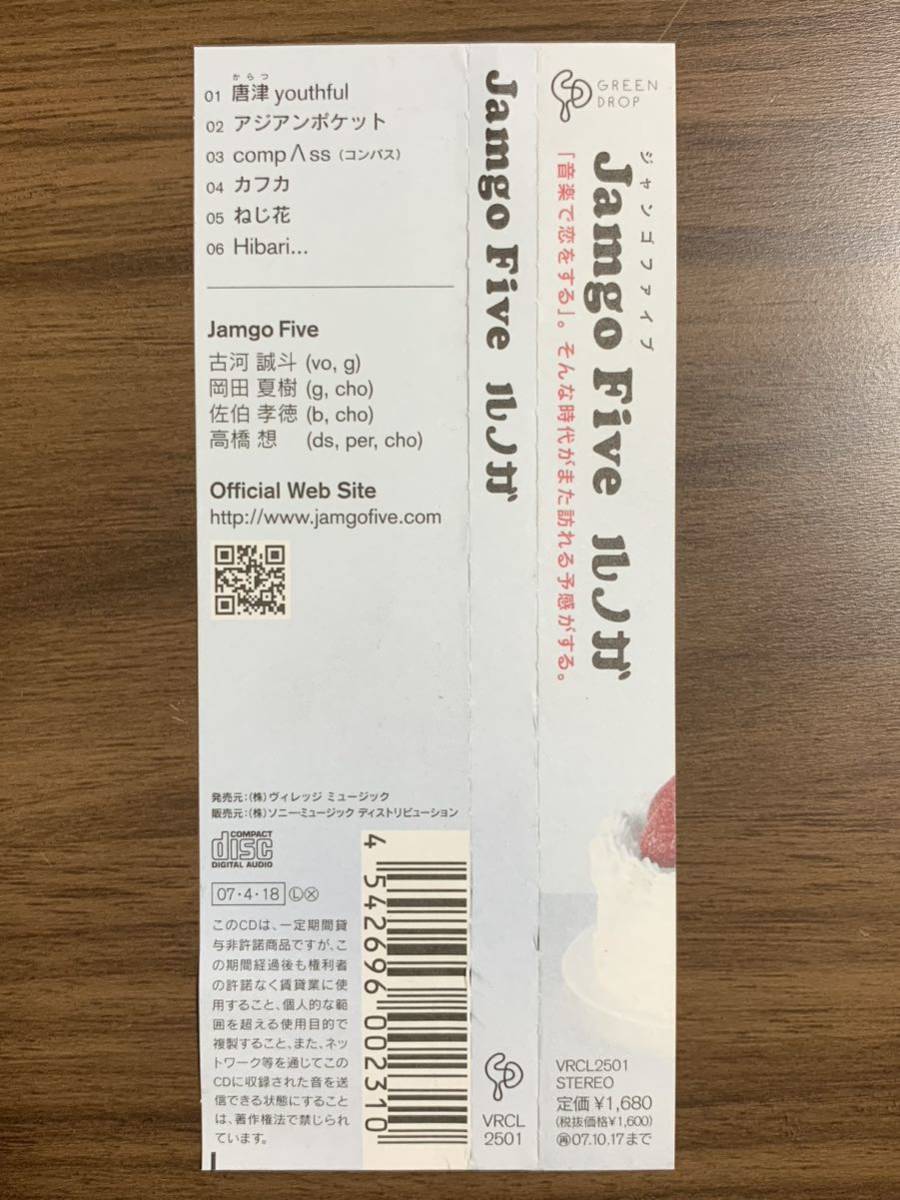 からつ
01 唐津 youthful
02 アジアンポケット
03 comp Λ ss (コンパス)
04 カフカ
05 ねじ花
06 Hibari...
Jamgo Five
古河 誠斗 (vo, g)
岡田 夏樹 (g, cho)
佐伯 孝徳 (b, cho)
高橋 想 (ds, per, cho)
Official Web Site
http://www.jamgofive.com
発売元:(株)ヴィレッジ ミュージック
販売元:(株)ソニー・ミュージック ディストリビューション
COMPACT
disc
DIGITAL AUDIO
07・4・18 Ⓛ Ⓧ
このCDは、一定期間貸
与非許諾商品ですが、こ
の期間経過後も権利者
の許諾なく賃貸業に使
用すること、個人的な範
囲を超える使用目的で
複製すること、また、ネッ
トワーク等を通じてこの
CDに収録された音を送
信できる状態にすること
は、著作権法で禁じられ
ています。
4 542696 002310
Jamgo Five ルノガ
VRCL
2501
GREEN
DROP
ジャンゴファイブ
Jamgo Five ルノガ
「音楽で恋をする」。そんな時代がまた訪れる予感がする。
VRCL2501
STEREO
定価¥1,680
(税抜価格¥1,600)
㊢07.10.17まで